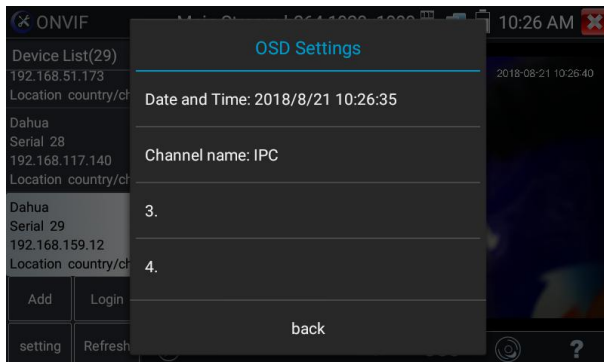 ONVIF
10:26 AM
Device List(29)
192.168.51.173
Location country/ch
Dahua
Serial 28
192.168.117.140
Location country/ch
Dahua
Serial 29
192.168.159.12
Location country/ch
Add
Login
setting
Refresh
OSD Settings
Date and Time: 2018/8/21 10:26:35
Channel name: IPC
3.
4.
back
2018-08-21 10:26:40
?